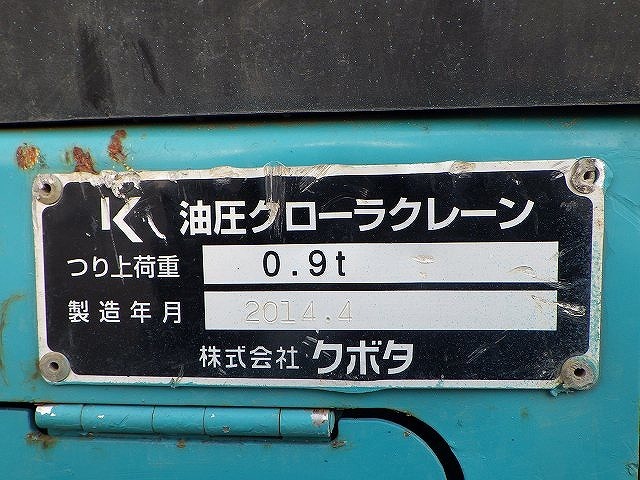 K 油圧クローラクレーン
つり上荷重 0.9t
製造年月 2014.4
株式会社 クボタ